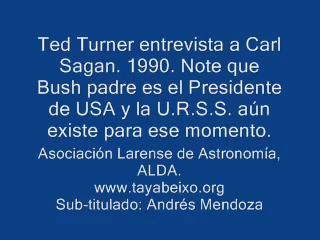 Ted Turner entrevista a Carl
Sagan. 1990. Note que
Bush padre es el Presidente
de USA y la U.R.S.S. aún
existe para ese momento.
Asociación Larense de Astronomía,
ALDA.
www.tayabeixo.org
Sub-titulado: Andrés Mendoza